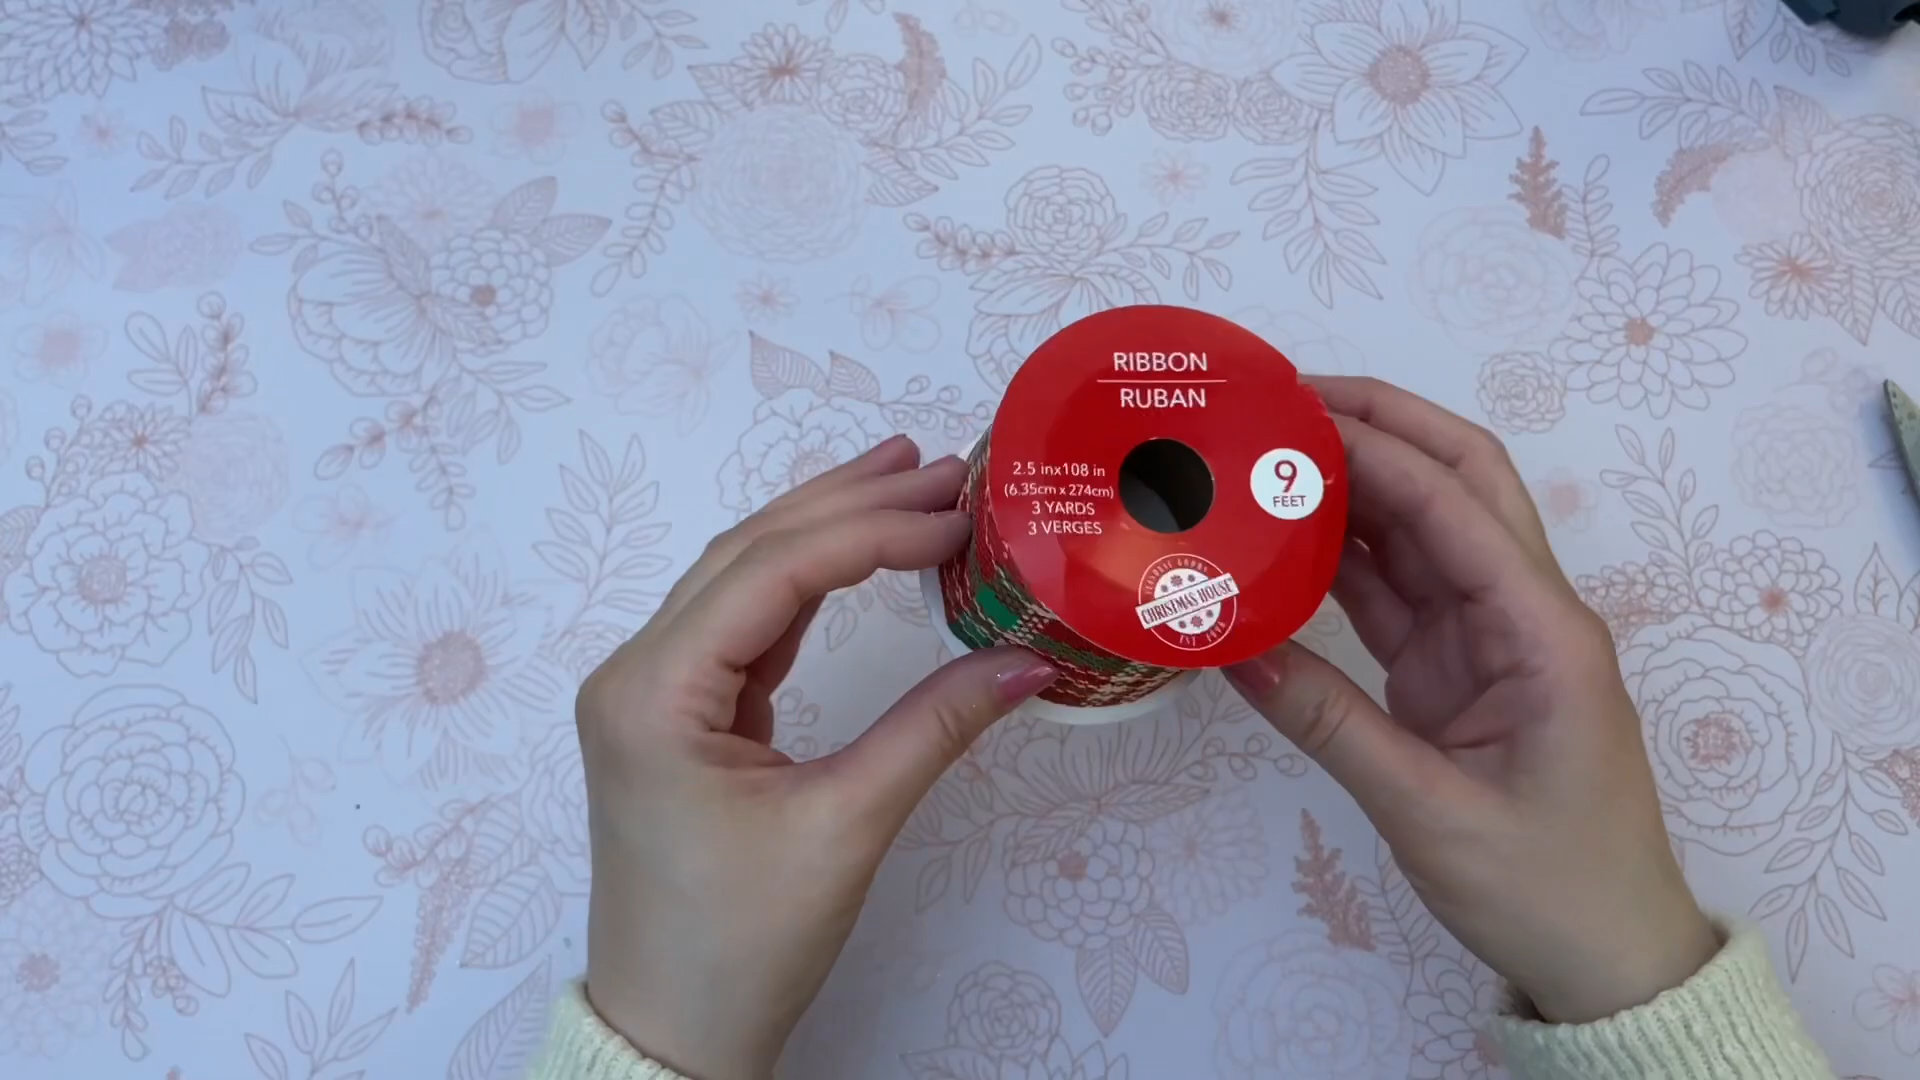 RIBBON
RUBAN
2.5 inx108 in
(6.35cm x 274cm)
3 YARDS
3 VERGES
9
FEET
CHRISTMAS HOUSE